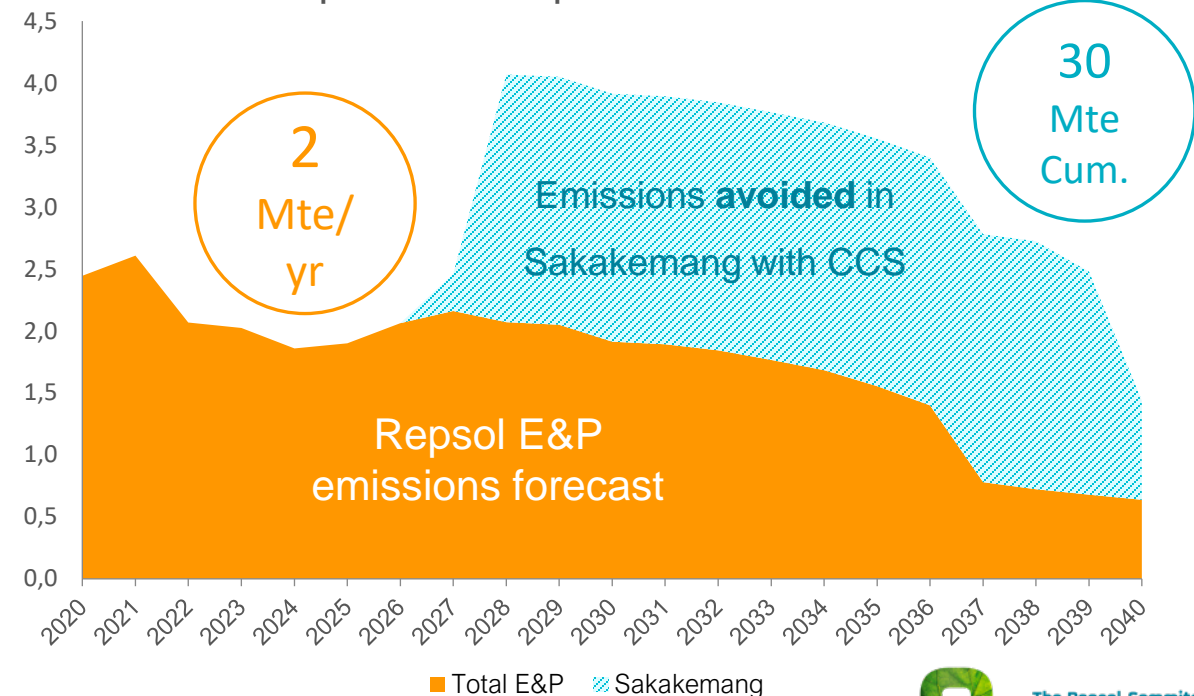 4,5
4,0
3,5
3,0
2,5
2,0
1,5
1,0
0,5
0,0
2
Mte/
yr
30
Mte
Cum.
Emissions avoided in
Sakakemang with CCS
Repsol E&P
emissions forecast
2020 2021 2022 2023 2024 2025 2026 2027 2028 2029 2030 2031 2032 2033 2034 2035 2036 2037 2038 2039 2040
Total E&P Sakakemang